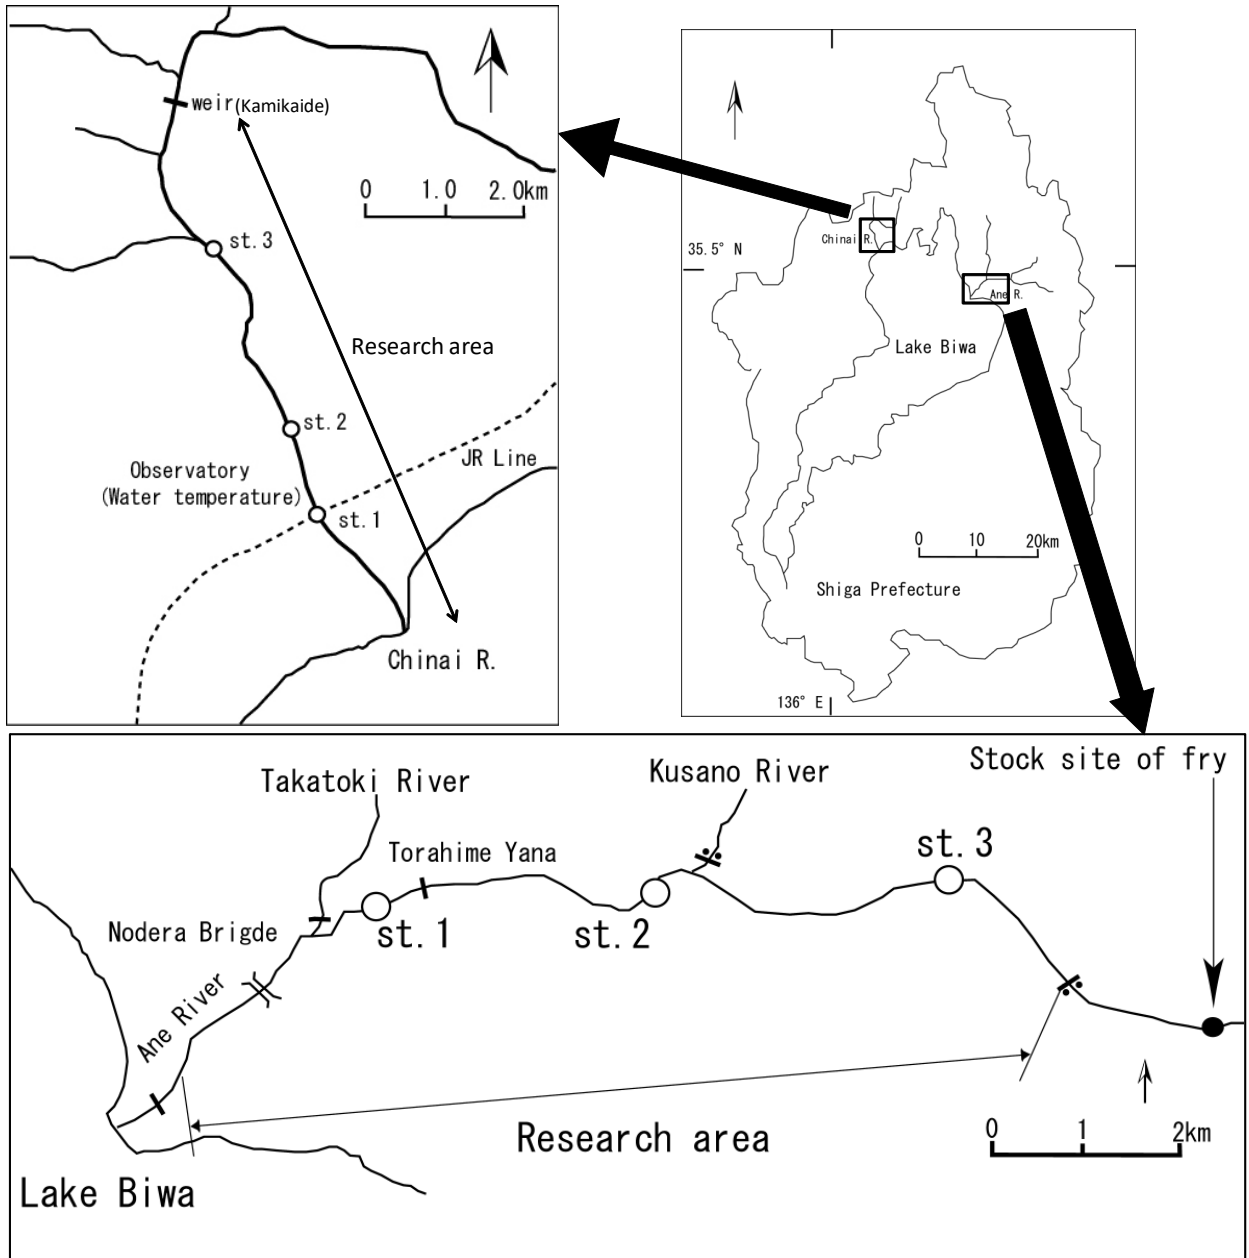 weir(Kamikaide)
0 1.0 2.0km
st.3
Research area
st.2
JR Line
Observatory
(Water temperature)
st.1
Chinai R.
35.5° N
Chinai R.
Ane R.
Lake Biwa
0 10 20km
Shiga Prefecture
136° E
Stock site of fry
Takatoki River
Kusano River
Torahime Yana
st.3
Nodera Brigde
st.1
st.2
Ane River
Research area
0 1 2km
Lake Biwa